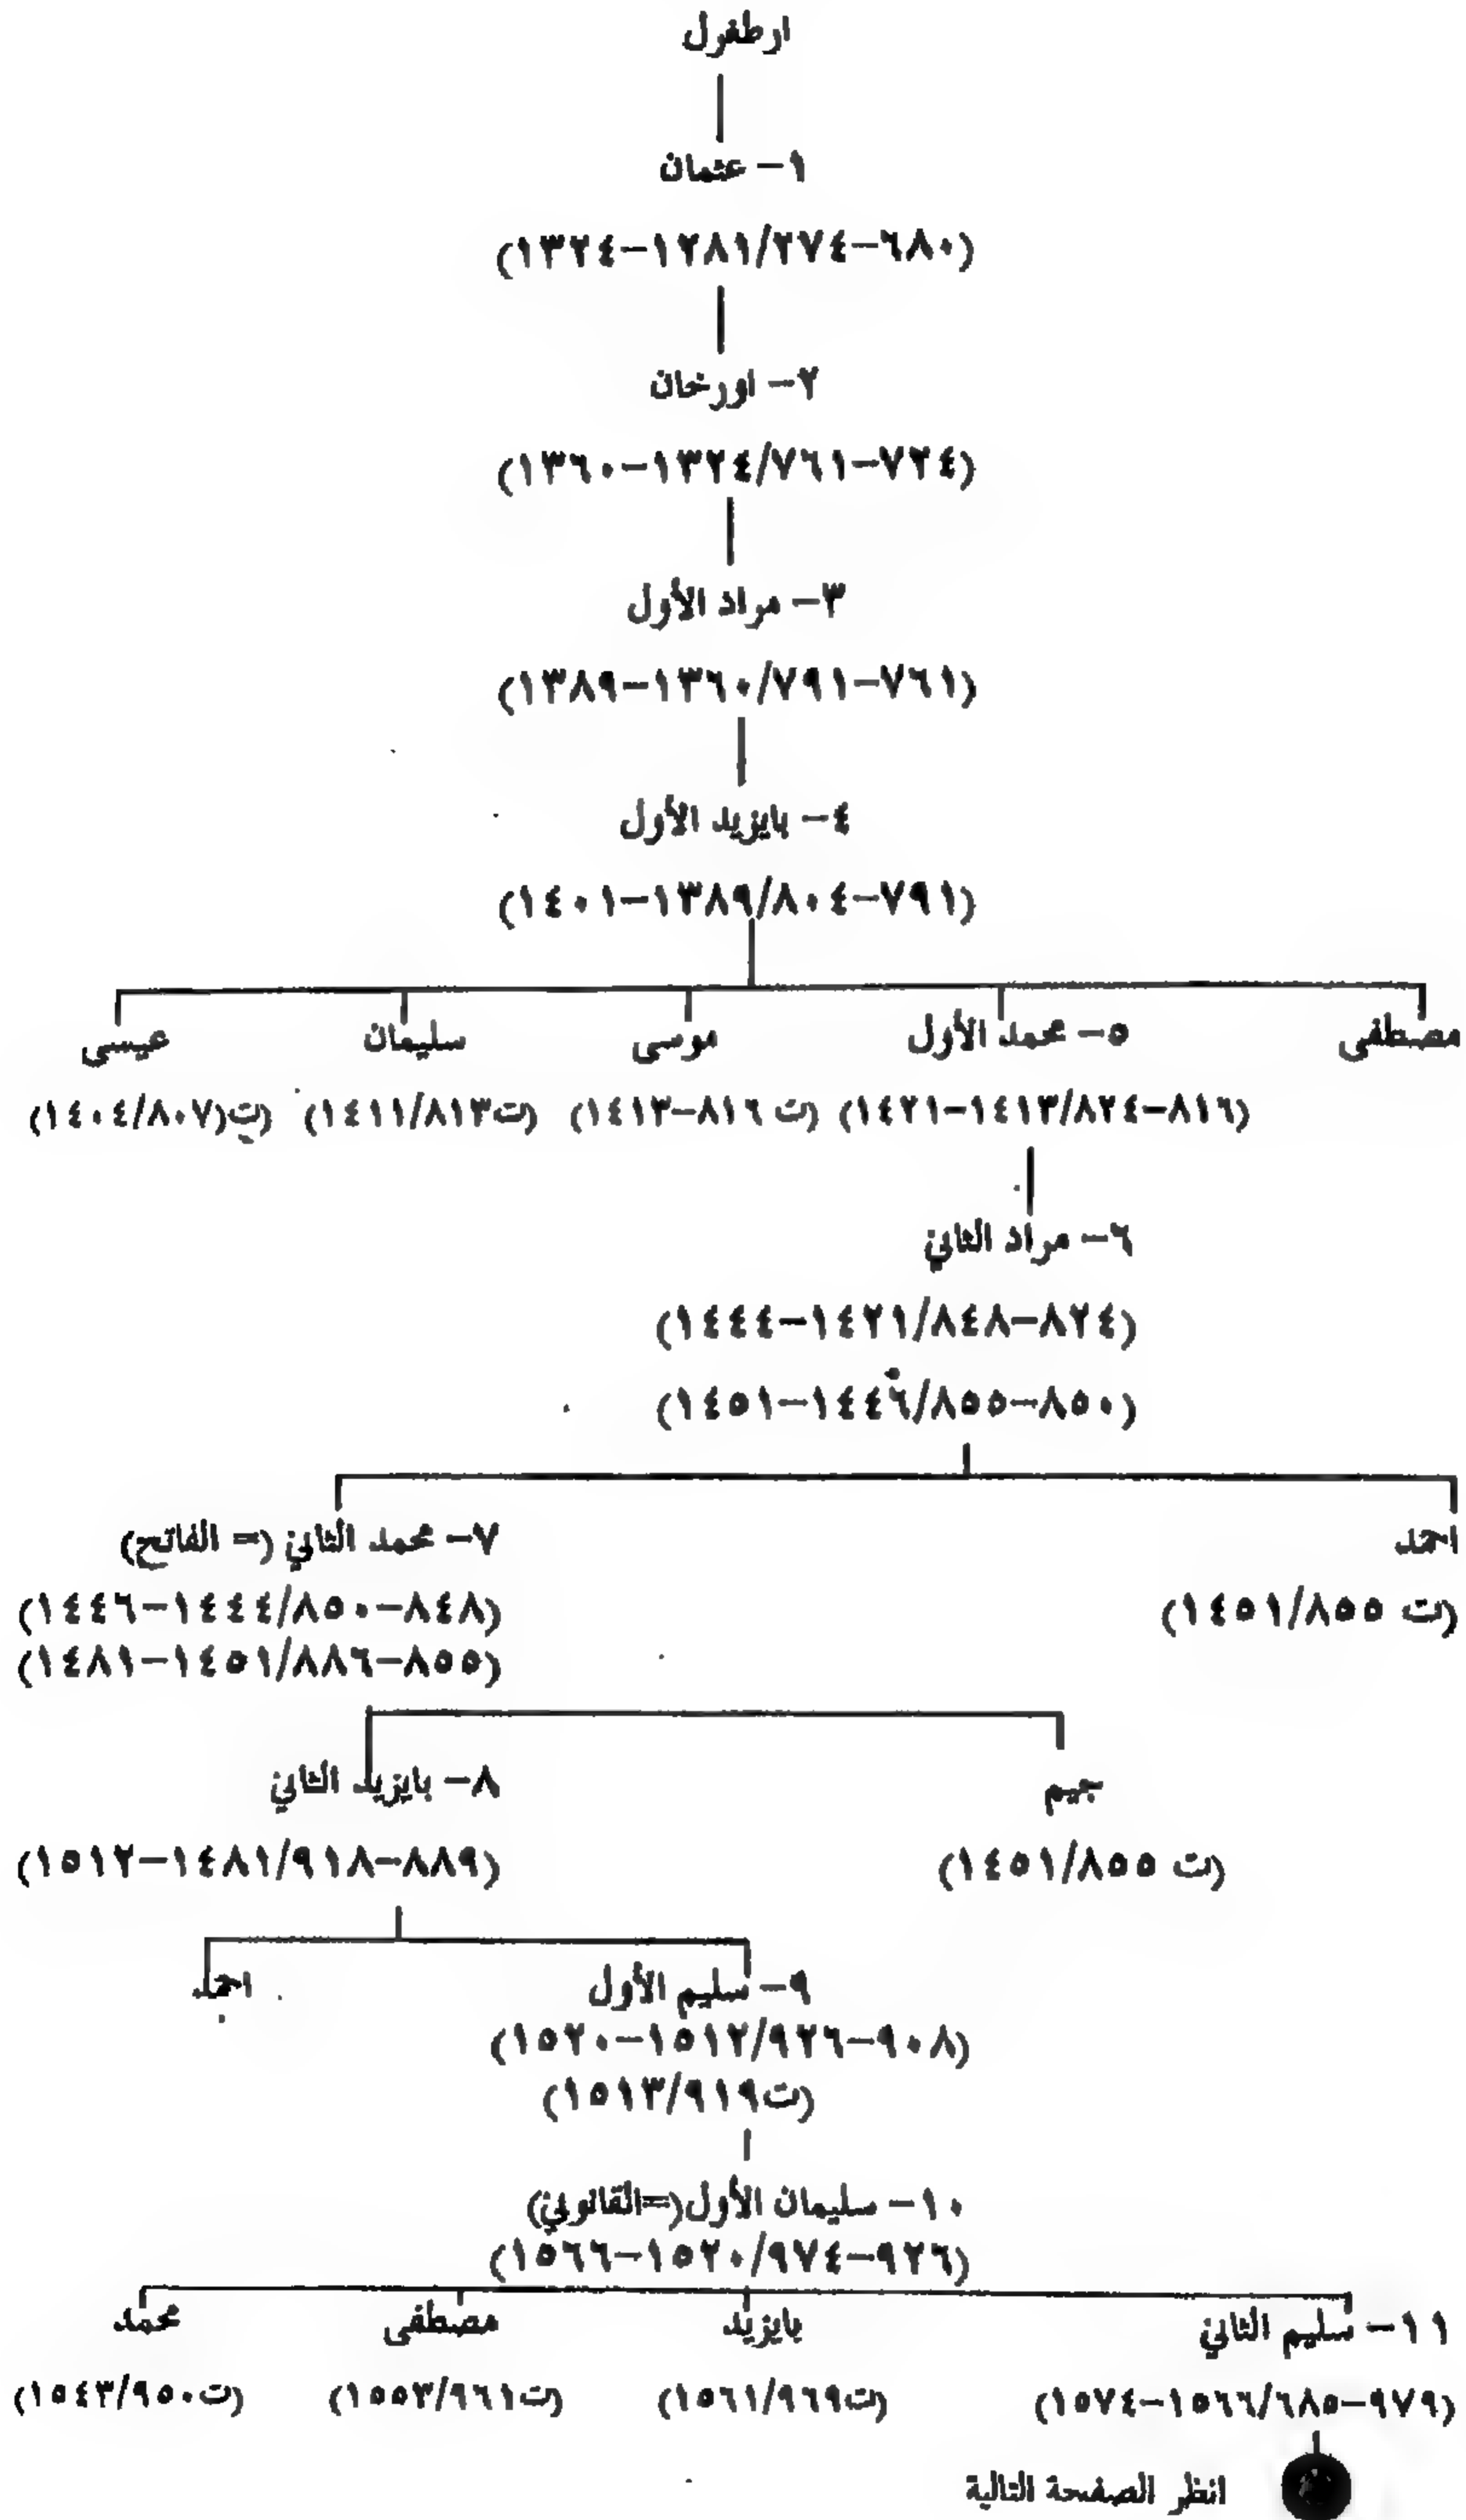 ارطغرل
١- عثمان
(٦٨٠-٢٧٤/١٢٨١-١٣٢٤)
٢- اورخان
(٧٢٤-٧٦١/١٣٢٤-١٣٦٠)
٣- مراد الأول
(٧٦١-٧٩١/١٣٦٠-١٣٨٩)
٤- بايزيد الأول
(٧٩١-٨٠٤/١٣٨٩-١٤٠١)
مصطفى ٥- محمد الأول موسى سليمان عيسى
(٨١٦-٨٢٤/١٤١٣-١٤٢١) (ت ٨١٦-١٤١٣) (ت٨١٣/١٤١١) (ت)٨٠٧/١٤٠٤)
٦- مراد الثاني
(٨٢٤-٨٤٨/١٤٢١-١٤٤٤)
(٨٥٠-٨٥٥/١٤٤٦-١٤٥١)
احمد ٧- محمد الثاني (= الفاتح)
(ت ٨٥٥/١٤٥١) (٨٤٨-٨٥٠/١٤٤٤-١٤٤٦)
(٨٥٥-٨٨٦/١٤٥١-١٤٨١)
جيم ٨- بايزيد الثاني
(ت ٨٥٥/١٤٥١) (٨٨٩-٩١٨/١٤٨١-١٥١٢)
٩- سليم الأول احمد
(٩٠٨-٩٢٦/١٥١٢-١٥٢٠)
(ت٩١٩/١٥١٣)
١٠- سليمان الأول(=القانوني)
(٩٢٦-٩٧٤/١٥٢٠-١٥٦٦)
١١- سليم الثاني بايزيد مصطفى محمد
(٩٧٩-٦٨٥/١٥٦٦-١٥٧٤) (ت٩٦٩/١٥٦١) (ت٩٦١/١٥٥٣) (ت٩٥٠/١٥٤٣)
انظر الصفحة التالية